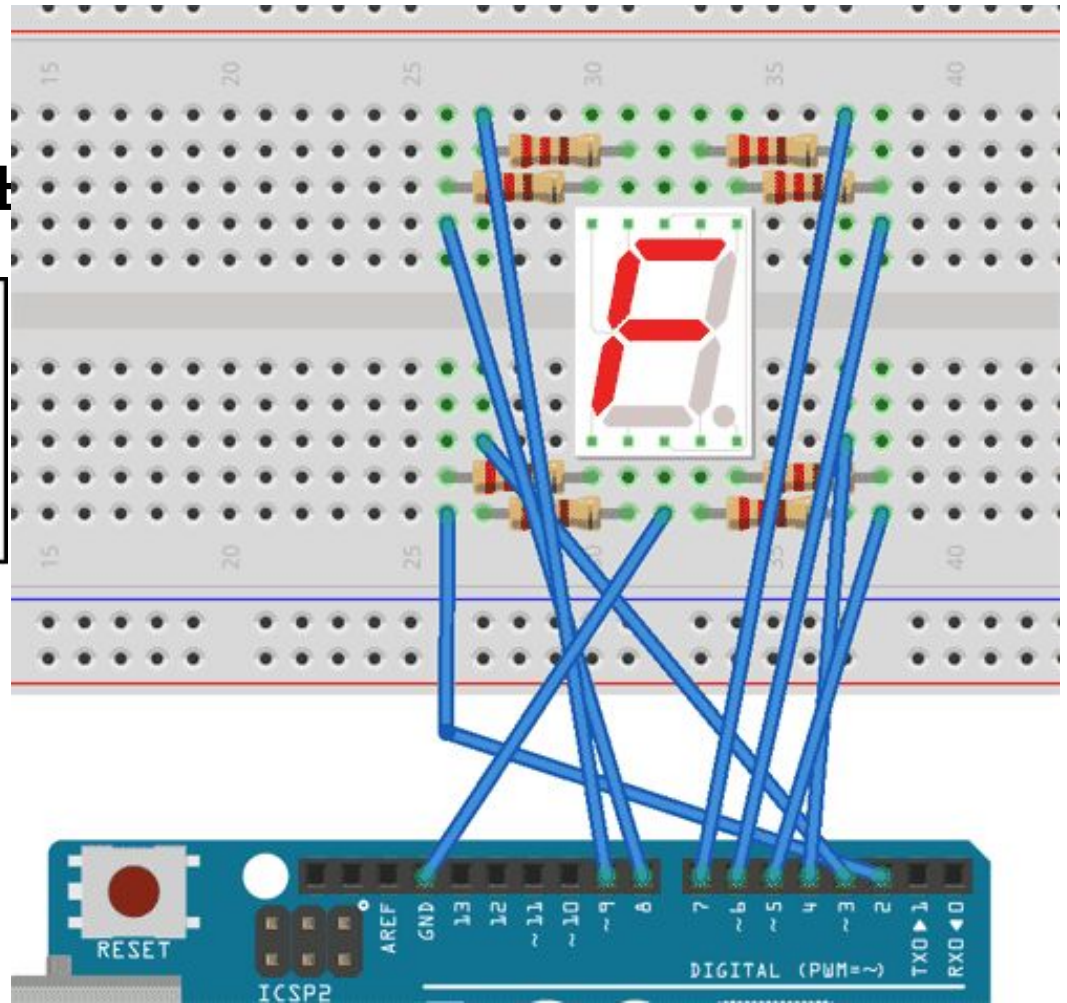 15 20 25 30 35 40
15 20 25 30 35 40
RESET
ICSP2
AREF GND 13 12 ~11 ~10 ~9 8 7 ~6 ~5 4 ~3 2 TX0▶1 RX0◀0
DIGITAL (PWM=~)